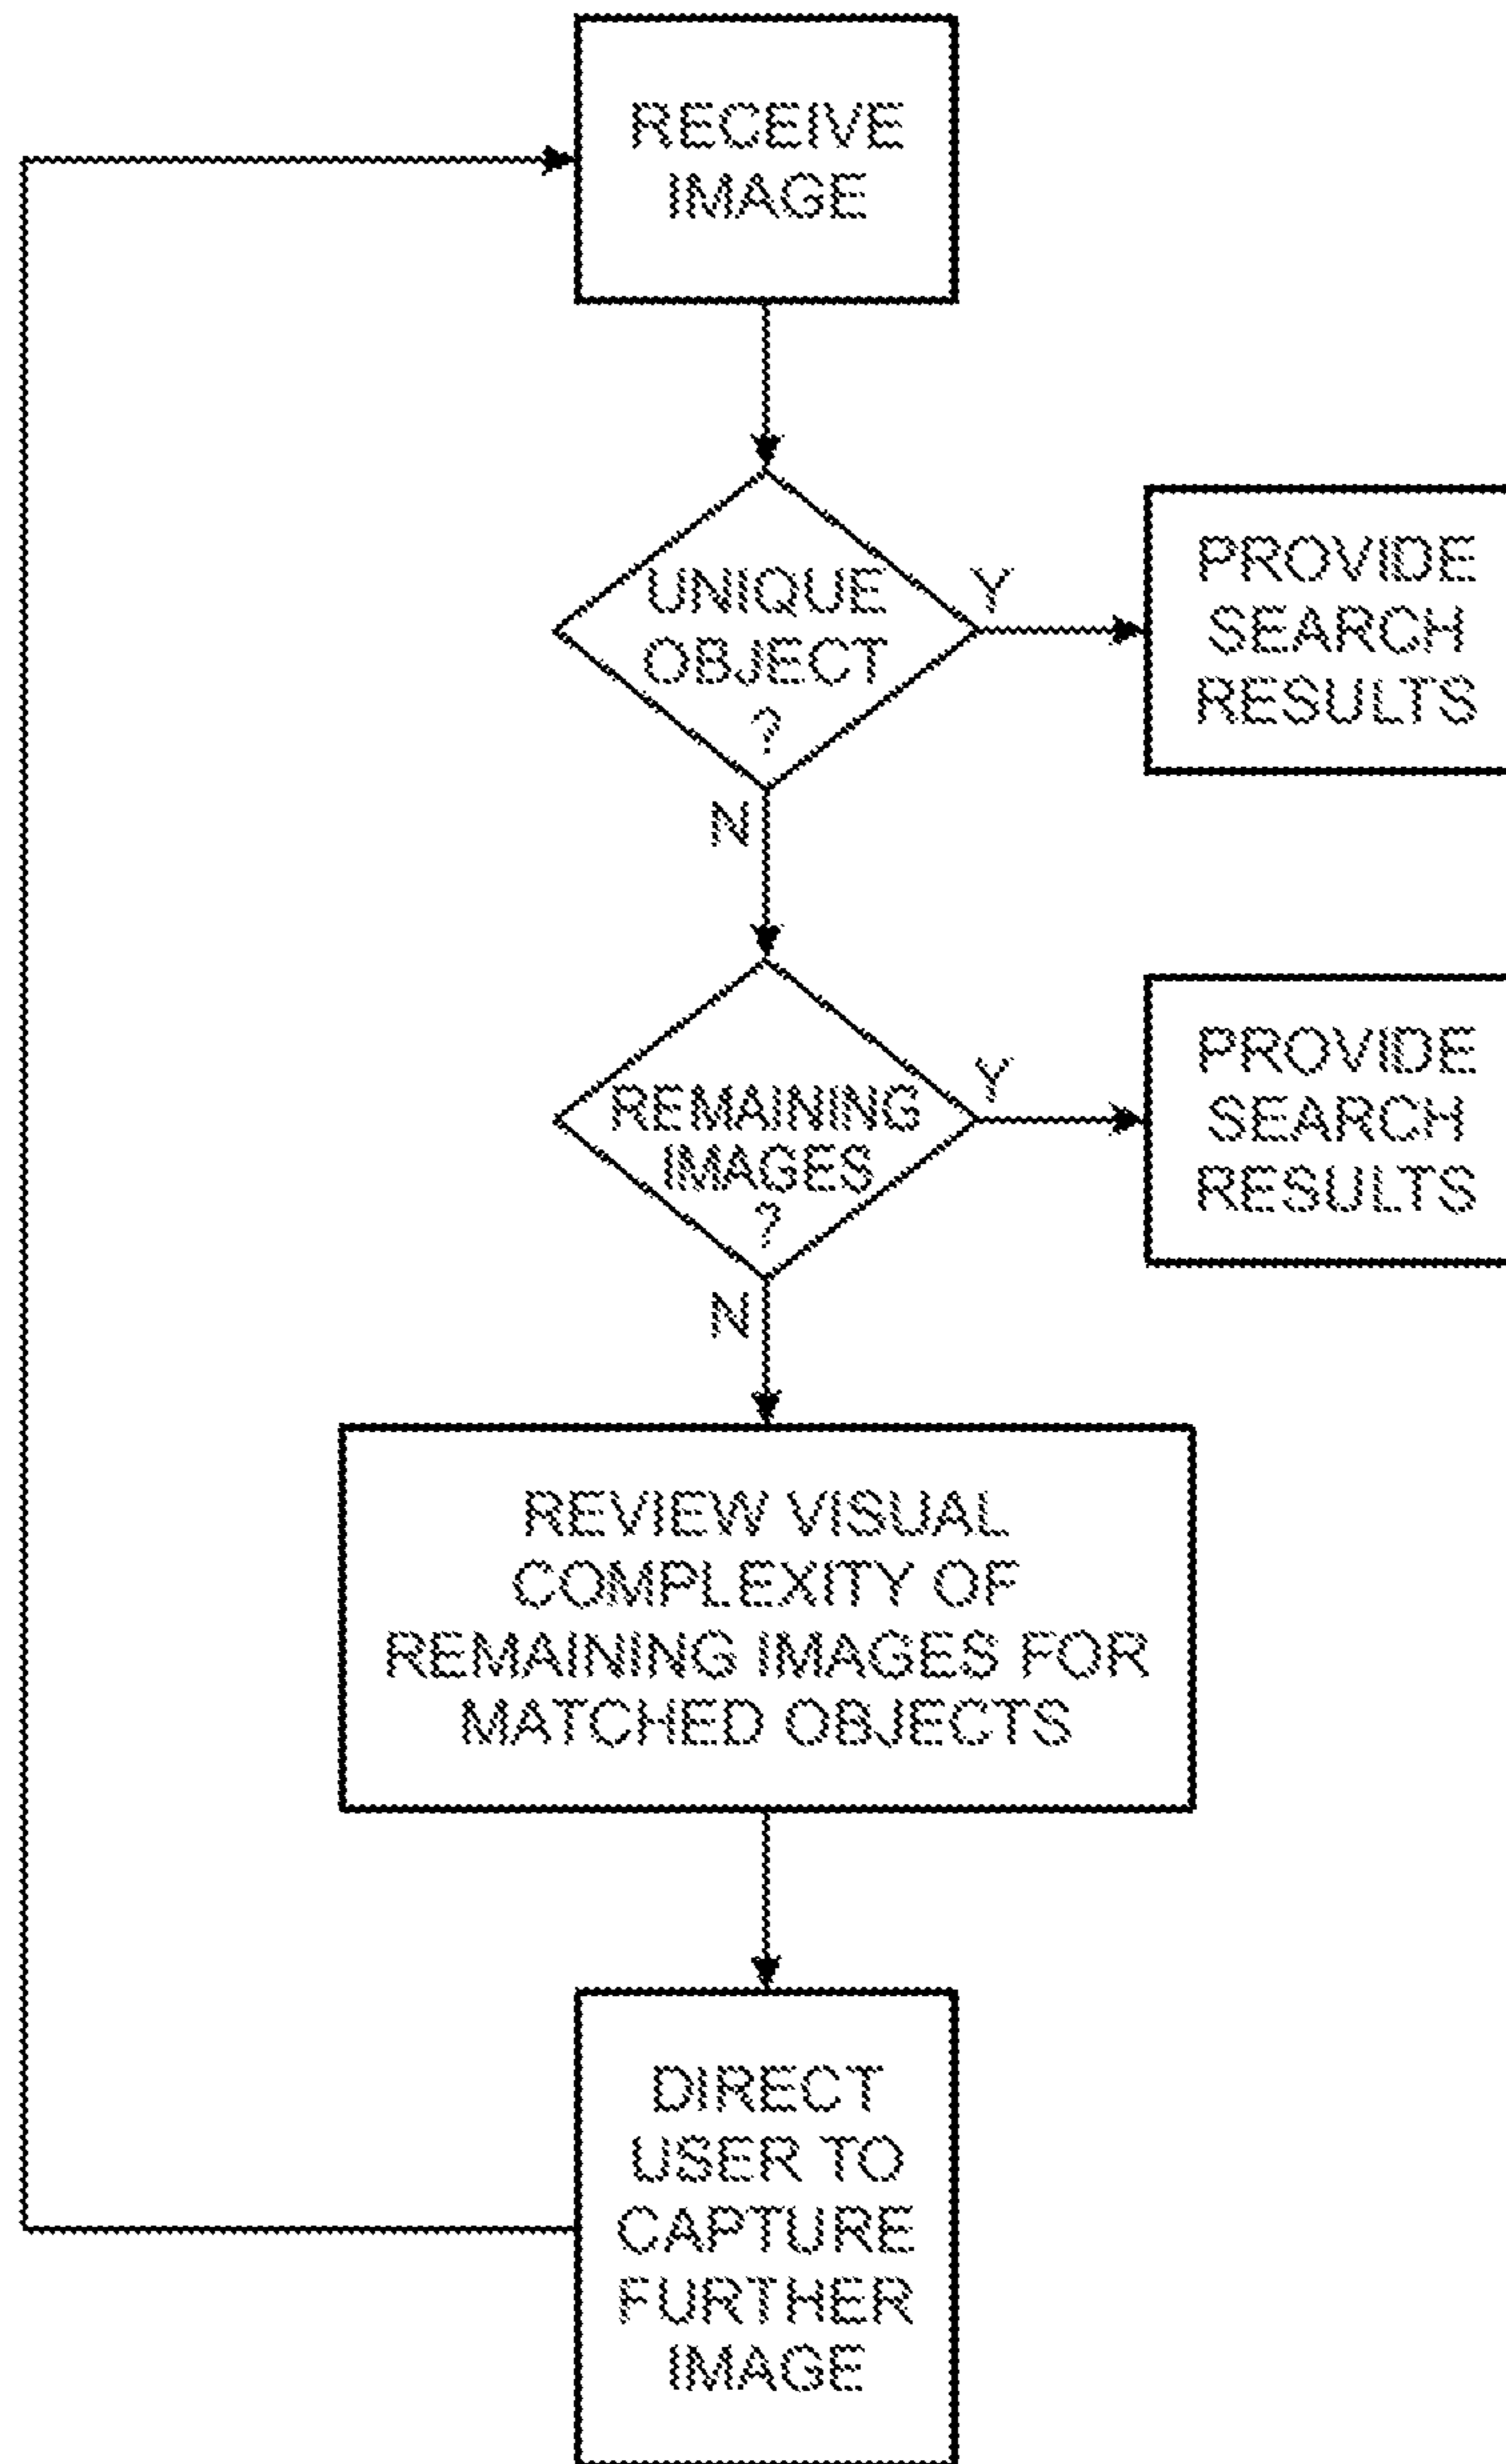 RECEIVE
IMAGE
UNIQUE
OBJECT
?
Y
PROVIDE
SEARCH
RESULTS
N
REMAINING
IMAGES
?
Y
PROVIDE
SEARCH
RESULTS
N
REVIEW VISUAL
COMPLEXITY OF
REMAINING IMAGES FOR
MATCHED OBJECTS
DIRECT
USER TO
CAPTURE
FURTHER
IMAGE